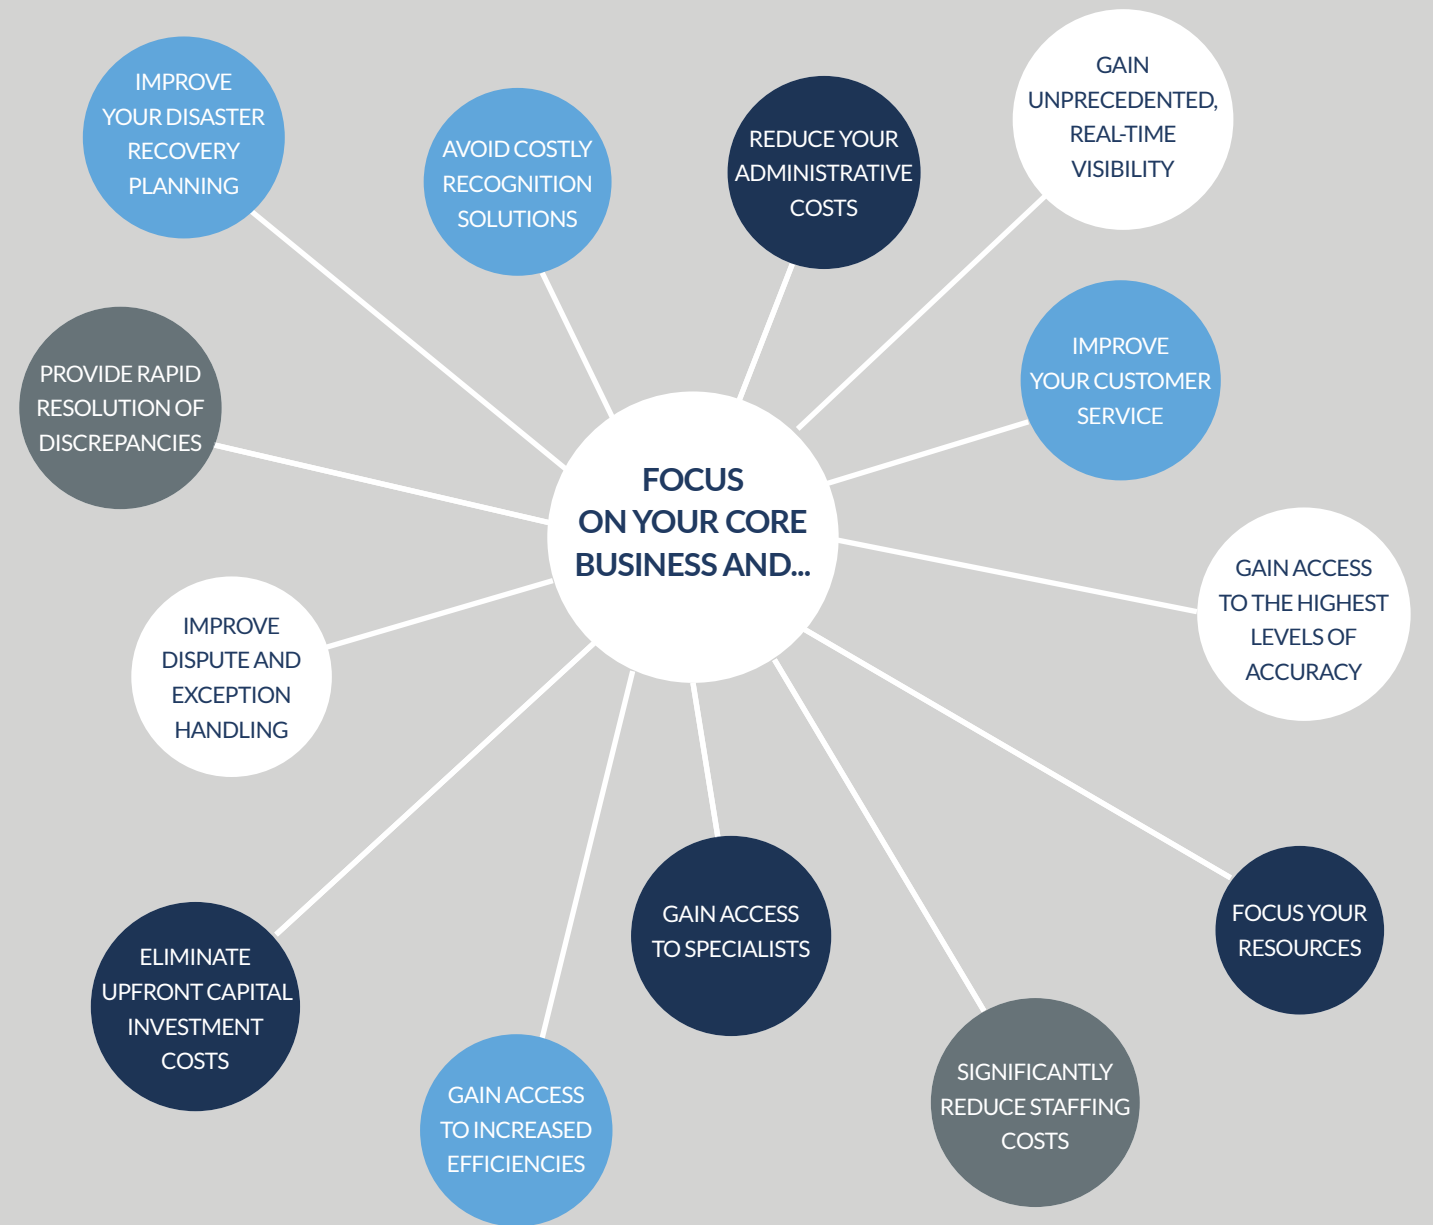 IMPROVE
YOUR DISASTER
RECOVERY
PLANNING
AVOID COSTLY
RECOGNITION
SOLUTIONS
REDUCE YOUR
ADMINISTRATIVE
COSTS
GAIN
UNPRECEDENTED,
REAL-TIME
VISIBILITY
PROVIDE RAPID
RESOLUTION OF
DISCREPANCIES
IMPROVE
YOUR CUSTOMER
SERVICE
FOCUS
ON YOUR CORE
BUSINESS AND...
IMPROVE
DISPUTE AND
EXCEPTION
HANDLING
GAIN ACCESS
TO THE HIGHEST
LEVELS OF
ACCURACY
ELIMINATE
UPFRONT CAPITAL
INVESTMENT
COSTS
GAIN ACCESS
TO INCREASED
EFFICIENCIES
GAIN ACCESS
TO SPECIALISTS
SIGNIFICANTLY
REDUCE STAFFING
COSTS
FOCUS YOUR
RESOURCES